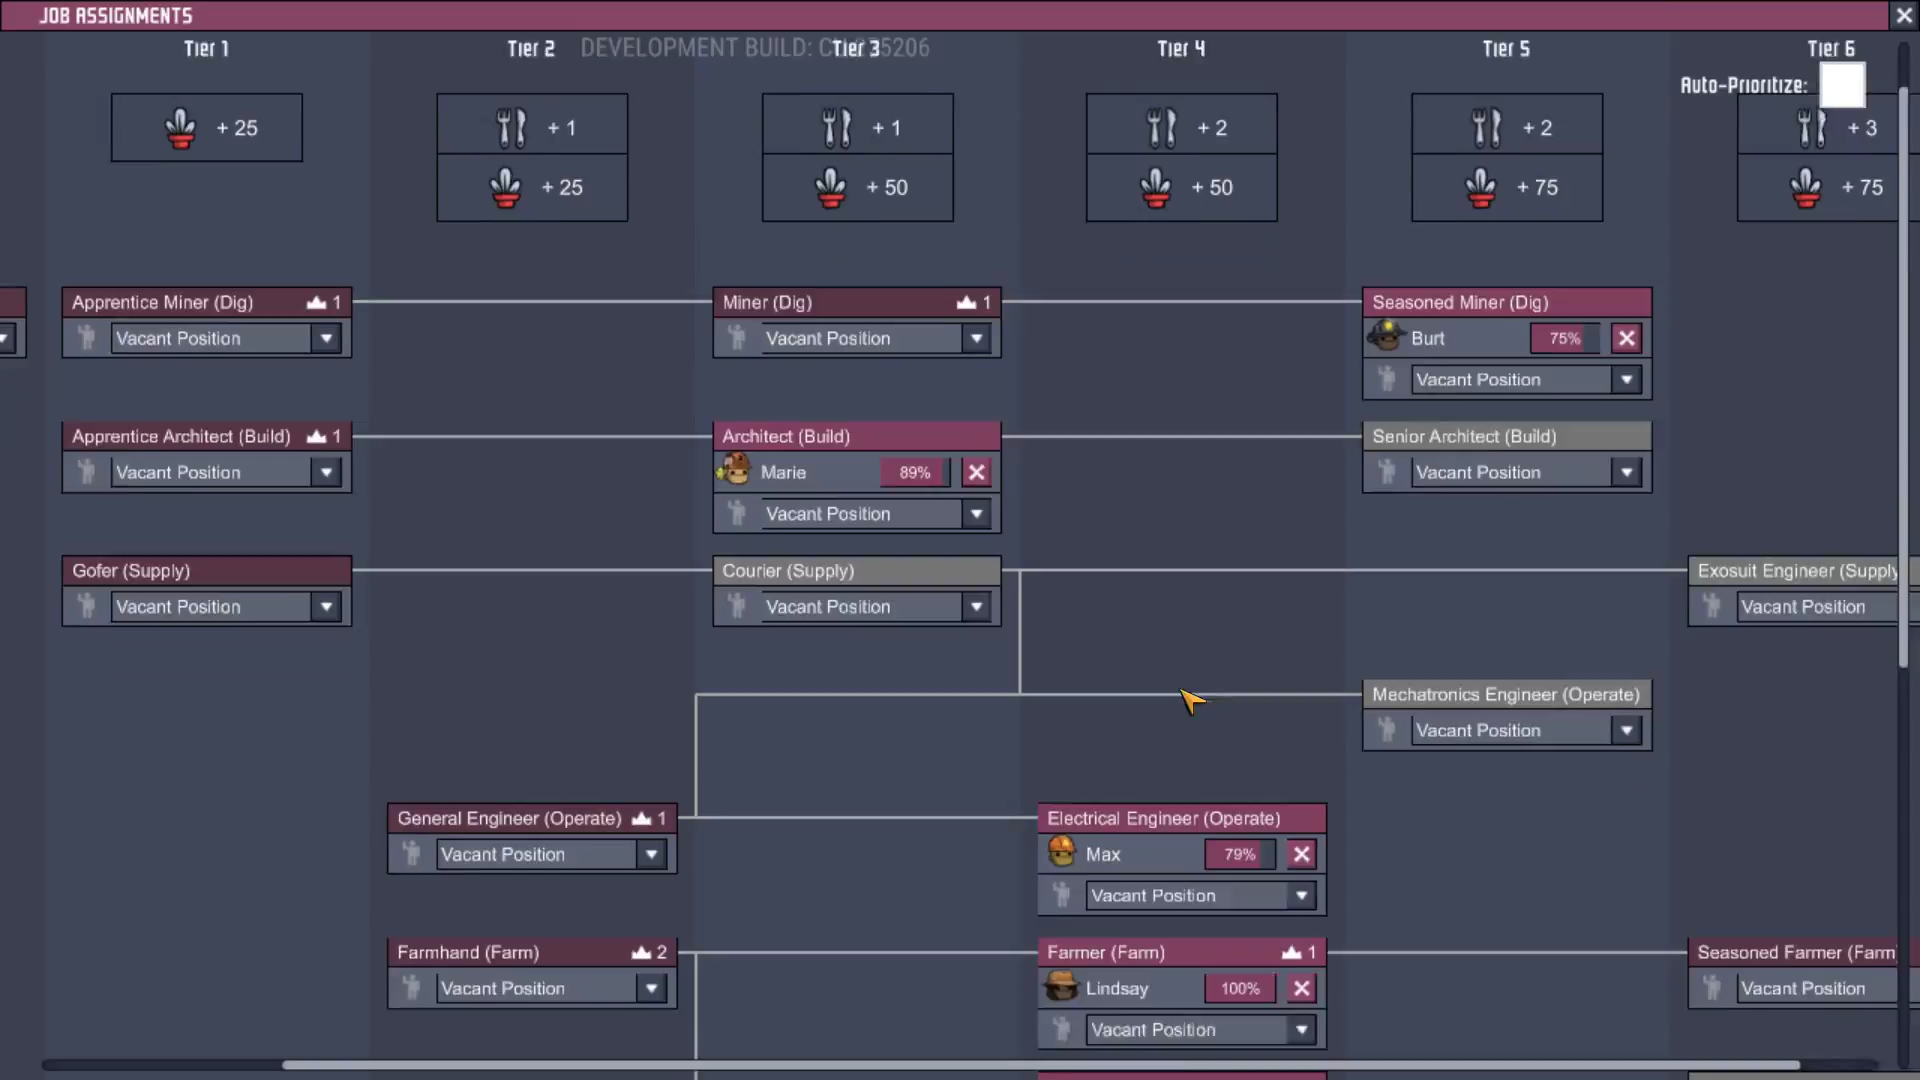 JOB ASSIGNMENTS
Tier 1
Tier 2
DEVELOPMENT BUILD:
Tier 3
Tier 4
Tier 5
Tier 6
Auto-Prioritize:
+ 25
+ 1
+ 1
+ 2
+ 2
+ 3
+ 25
+ 50
+ 50
+ 75
+ 75
Apprentice Miner (Dig) 1
Vacant Position
Miner (Dig) 1
Vacant Position
Seasoned Miner (Dig)
Burt 75%
Vacant Position
Apprentice Architect (Build) 1
Vacant Position
Architect (Build)
Marie 89%
Vacant Position
Senior Architect (Build)
Vacant Position
Gofer (Supply)
Vacant Position
Courier (Supply)
Vacant Position
Exosuit Engineer (Supply
Vacant Position
Mechatronics Engineer (Operate)
Vacant Position
General Engineer (Operate) 1
Vacant Position
Electrical Engineer (Operate)
Max 79%
Vacant Position
Farmhand (Farm) 2
Vacant Position
Farmer (Farm) 1
Lindsay 100%
Vacant Position
Seasoned Farmer (Farm)
Vacant Position